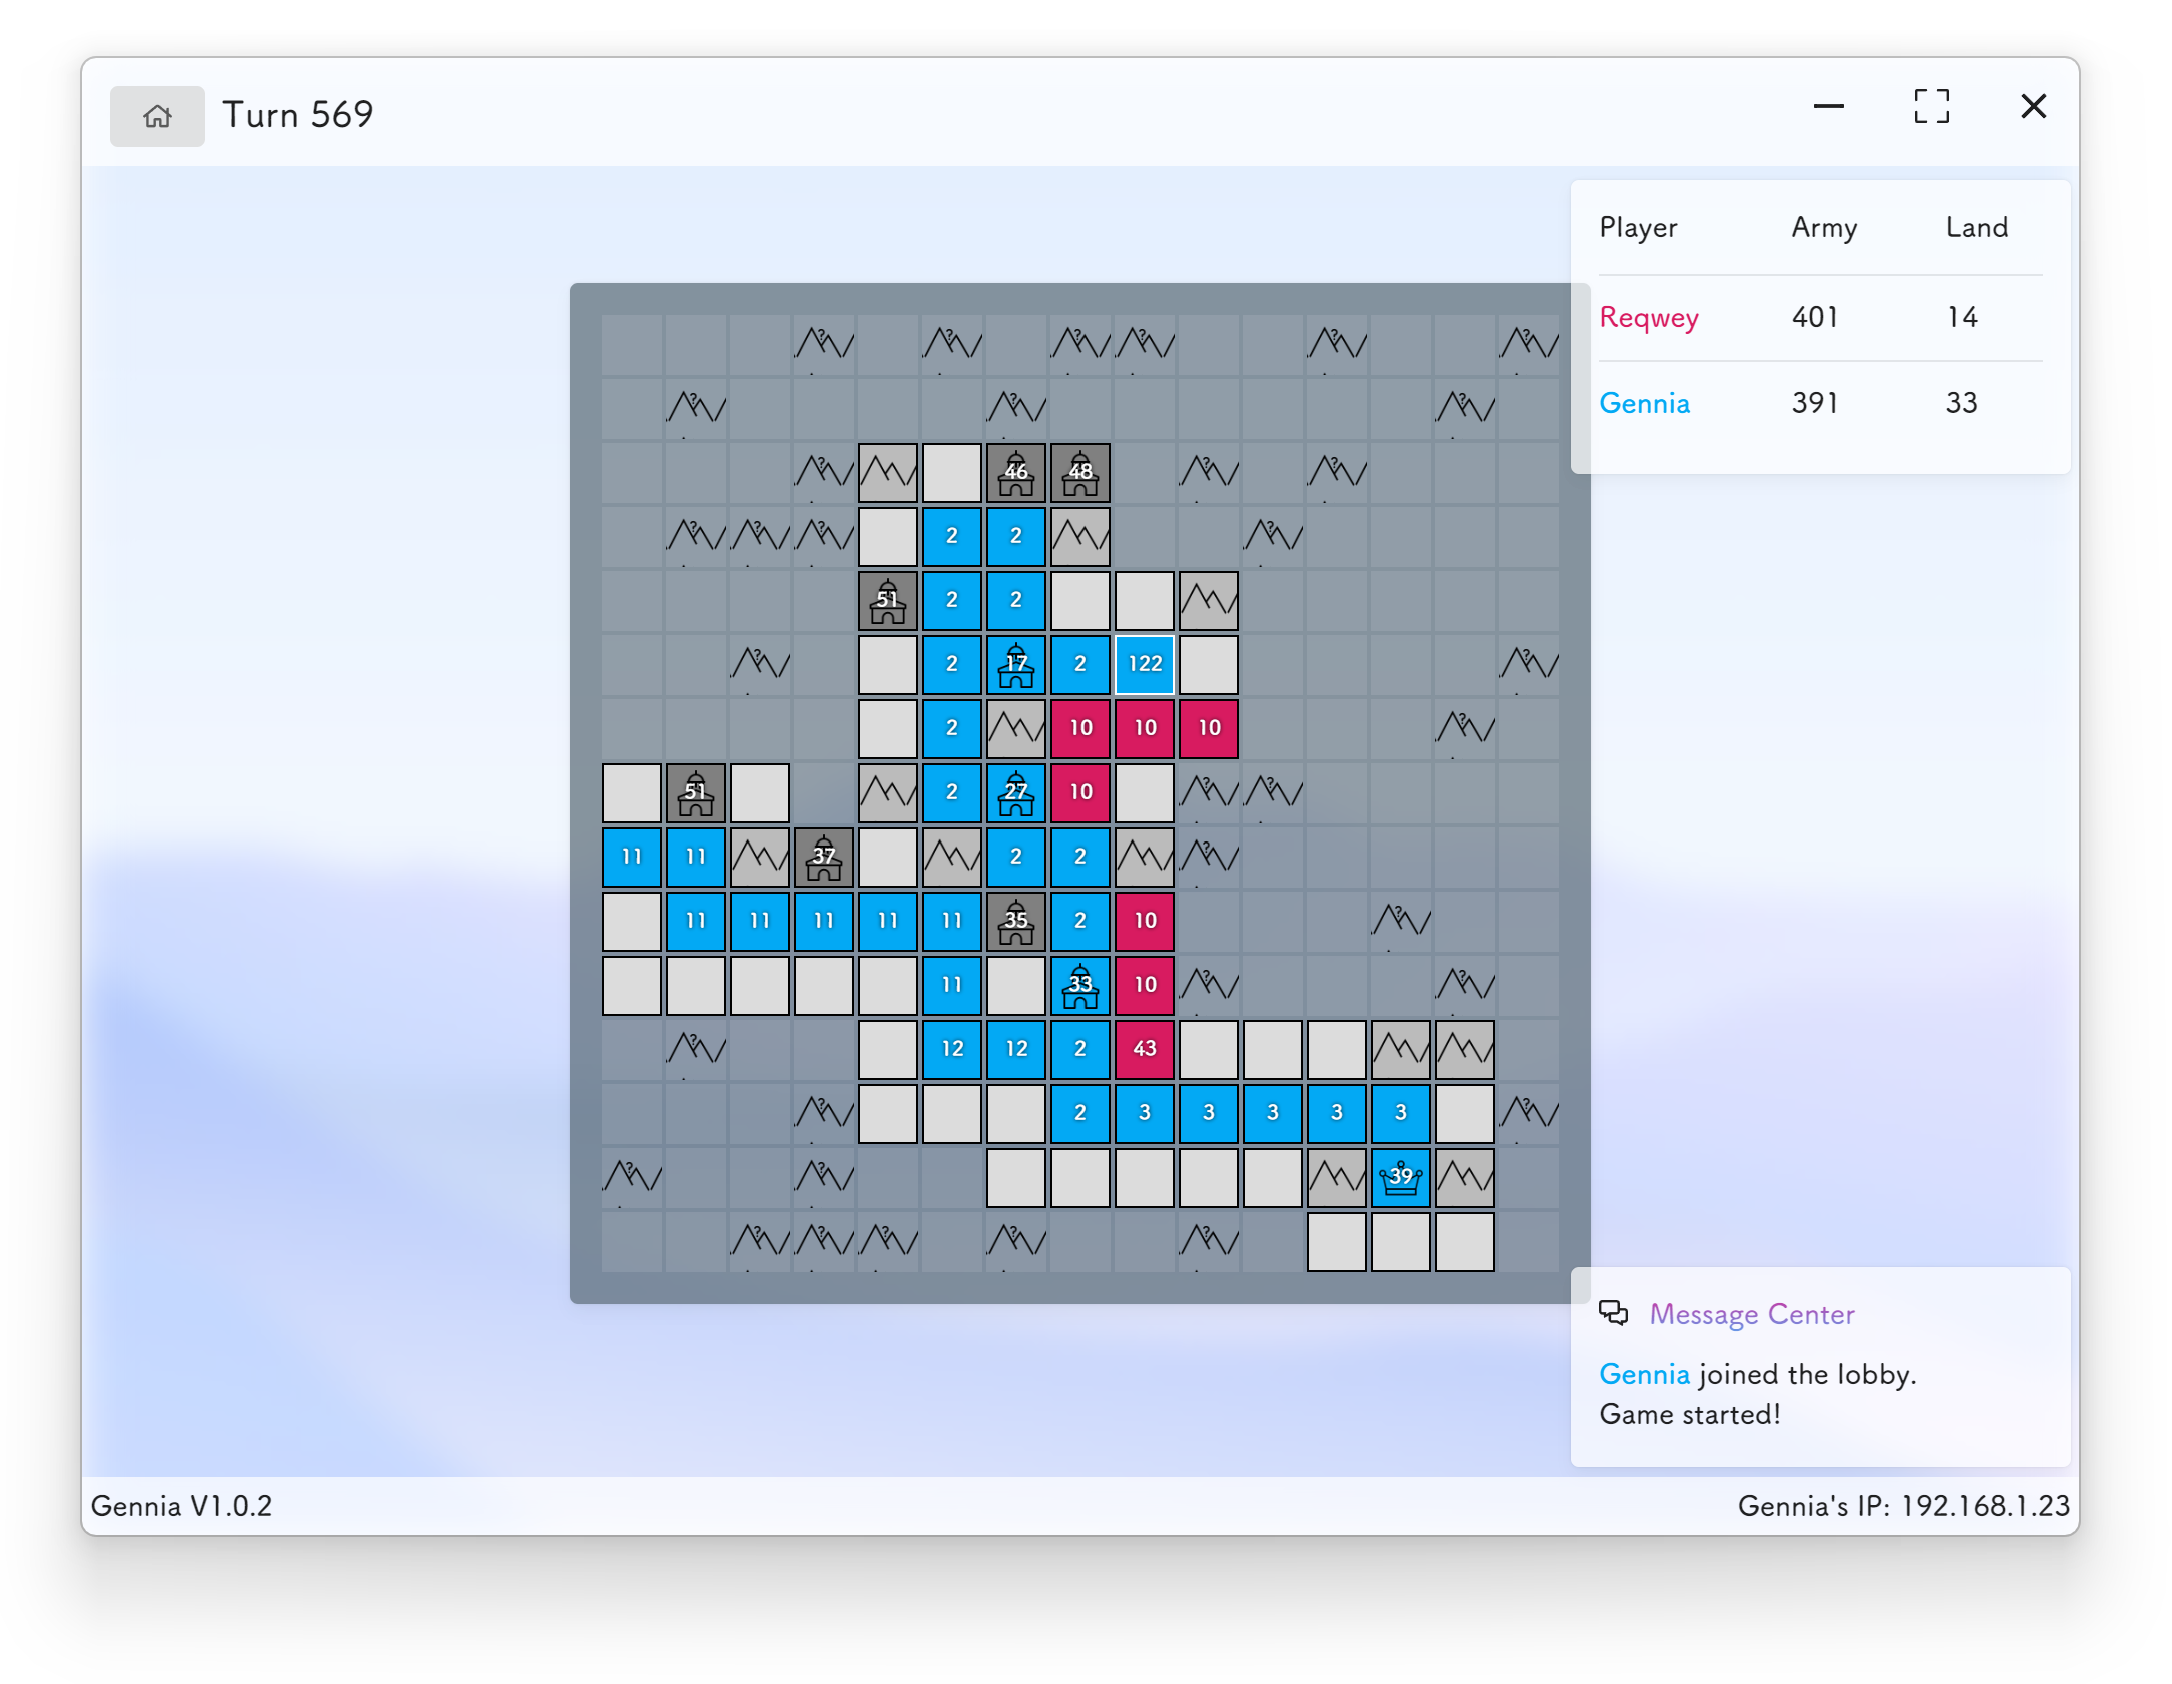 Turn 569
Player Army Land
Reqwey 401 14
Gennia 391 33
46 48
2 2
51 2 2
2 17 2 122
2 10 10 10
51 2 27 10
11 11 37 2 2
11 11 11 11 11 35 2 10
11 33 10
12 12 2 43
2 3 3 3 3 3
39
Message Center
Gennia joined the lobby.
Game started!
Gennia V1.0.2
Gennia's IP: 192.168.1.23